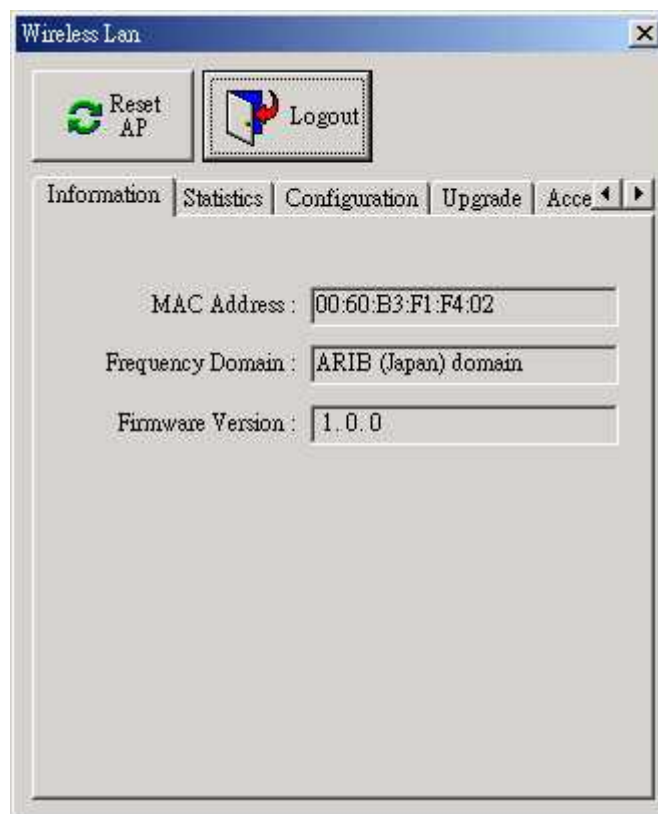 Wireless Lan
Reset
AP
Logout
Information Statistics Configuration Upgrade Acce
MAC Address : 00:60:B3:F1:F4:02
Frequency Domain : ARIB (Japan) domain
Firmware Version : 1.0.0